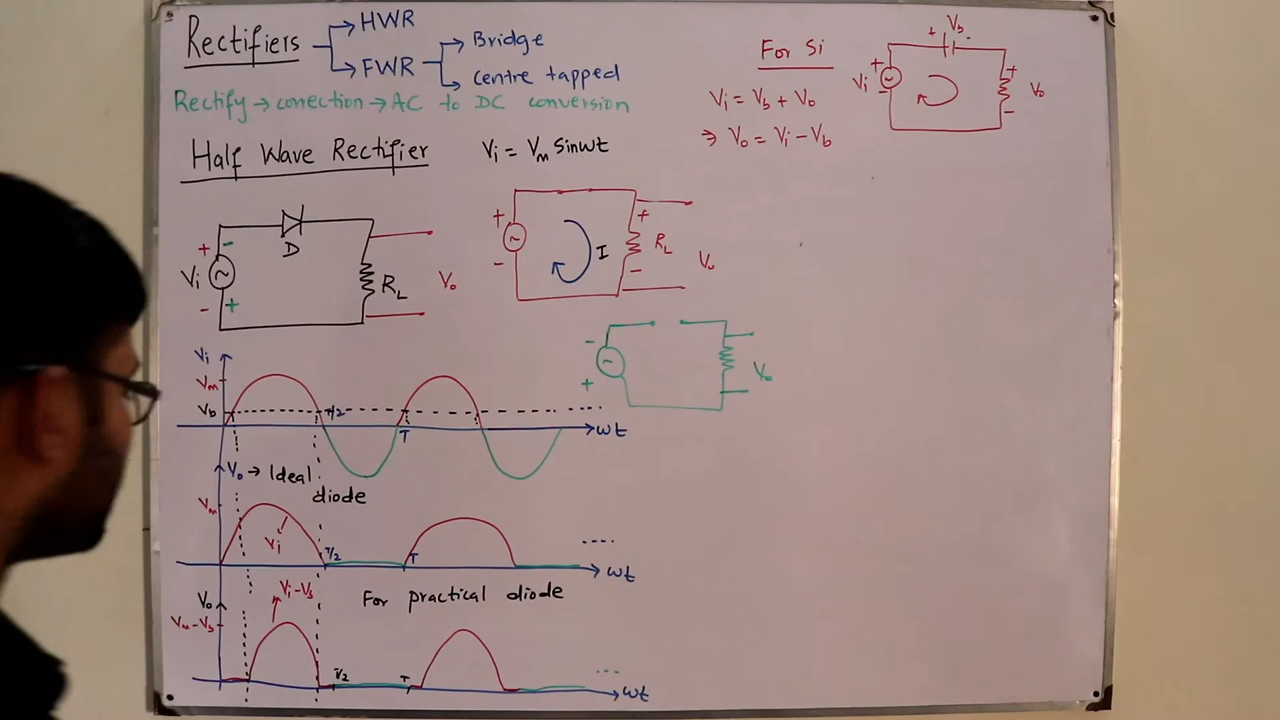 Rectifiers → HWR
→ FWR → Bridge
→ Centre tapped
Rectify → conection → AC to DC conversion
Half Wave Rectifier
Vi = Vm Sinωt
For Si
Vi = Vb + Vo
⇒ Vo = Vi - Vb
+ Vb -
Vi + -
+ Vo -
+ -
Vi
- +
D
RL
Vo
+ -
I
+ RL -
Vo
-
+
Vo
Vi
Vm
Vb
T/2
T
ωt
Vo → Ideal diode
Vm
Vi
T/2
T
....
ωt
For practical diode
Vo
Vi-Vb
Vm-Vb
T/2
T
...
ωt